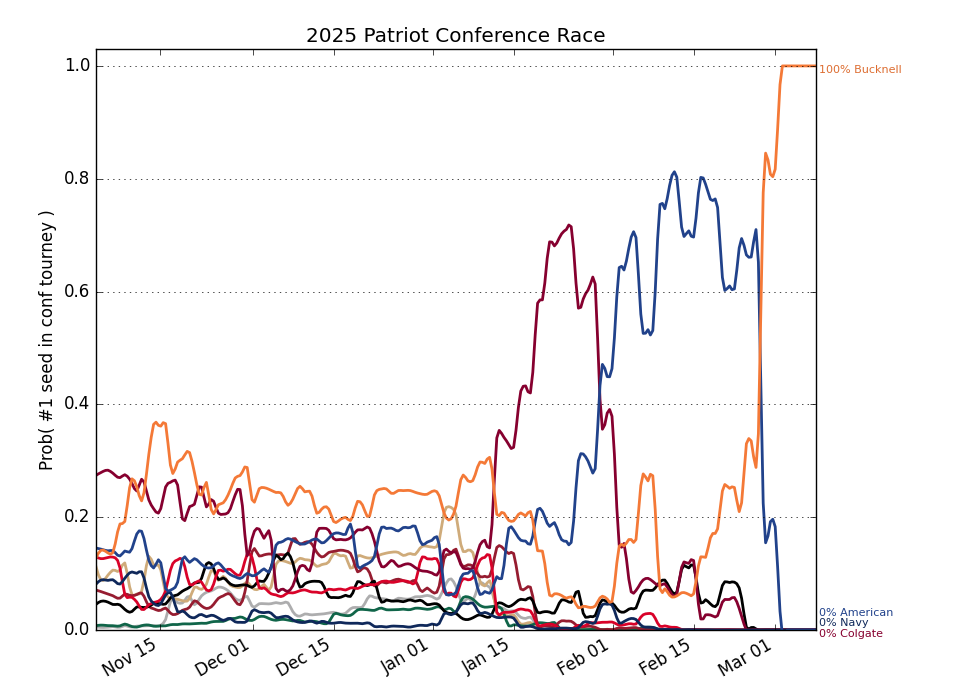 2025 Patriot Conference Race
Prob( #1 seed in conf tourney )
1.0
0.8
0.6
0.4
0.2
0.0
100% Bucknell
0% American
0% Navy
0% Colgate
Nov 15
Dec 01
Dec 15
Jan 01
Jan 15
Feb 01
Feb 15
Mar 01